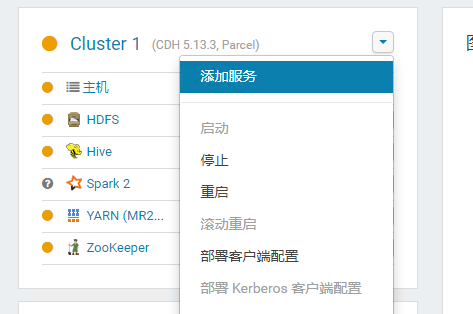 Cluster 1 (CDH 5.13.3, Parcel)
添加服务
主机
HDFS
启动
Hive
停止
Spark 2
重启
YARN (MR2...
滚动重启
ZooKeeper
部署客户端配置
部署 Kerberos 客户端配置